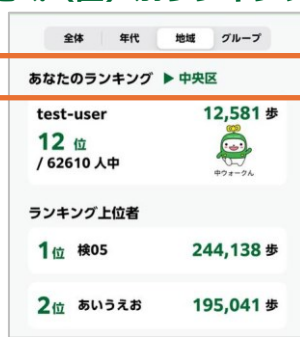 全体 年代 地域 グループ
あなたのランキング ▶ 中央区
test-user 12,581 歩
12 位
/ 62610 人中
中ウォークん
ランキング上位者
1位 検05 244,138 歩
2位 あいうえお 195,041 歩